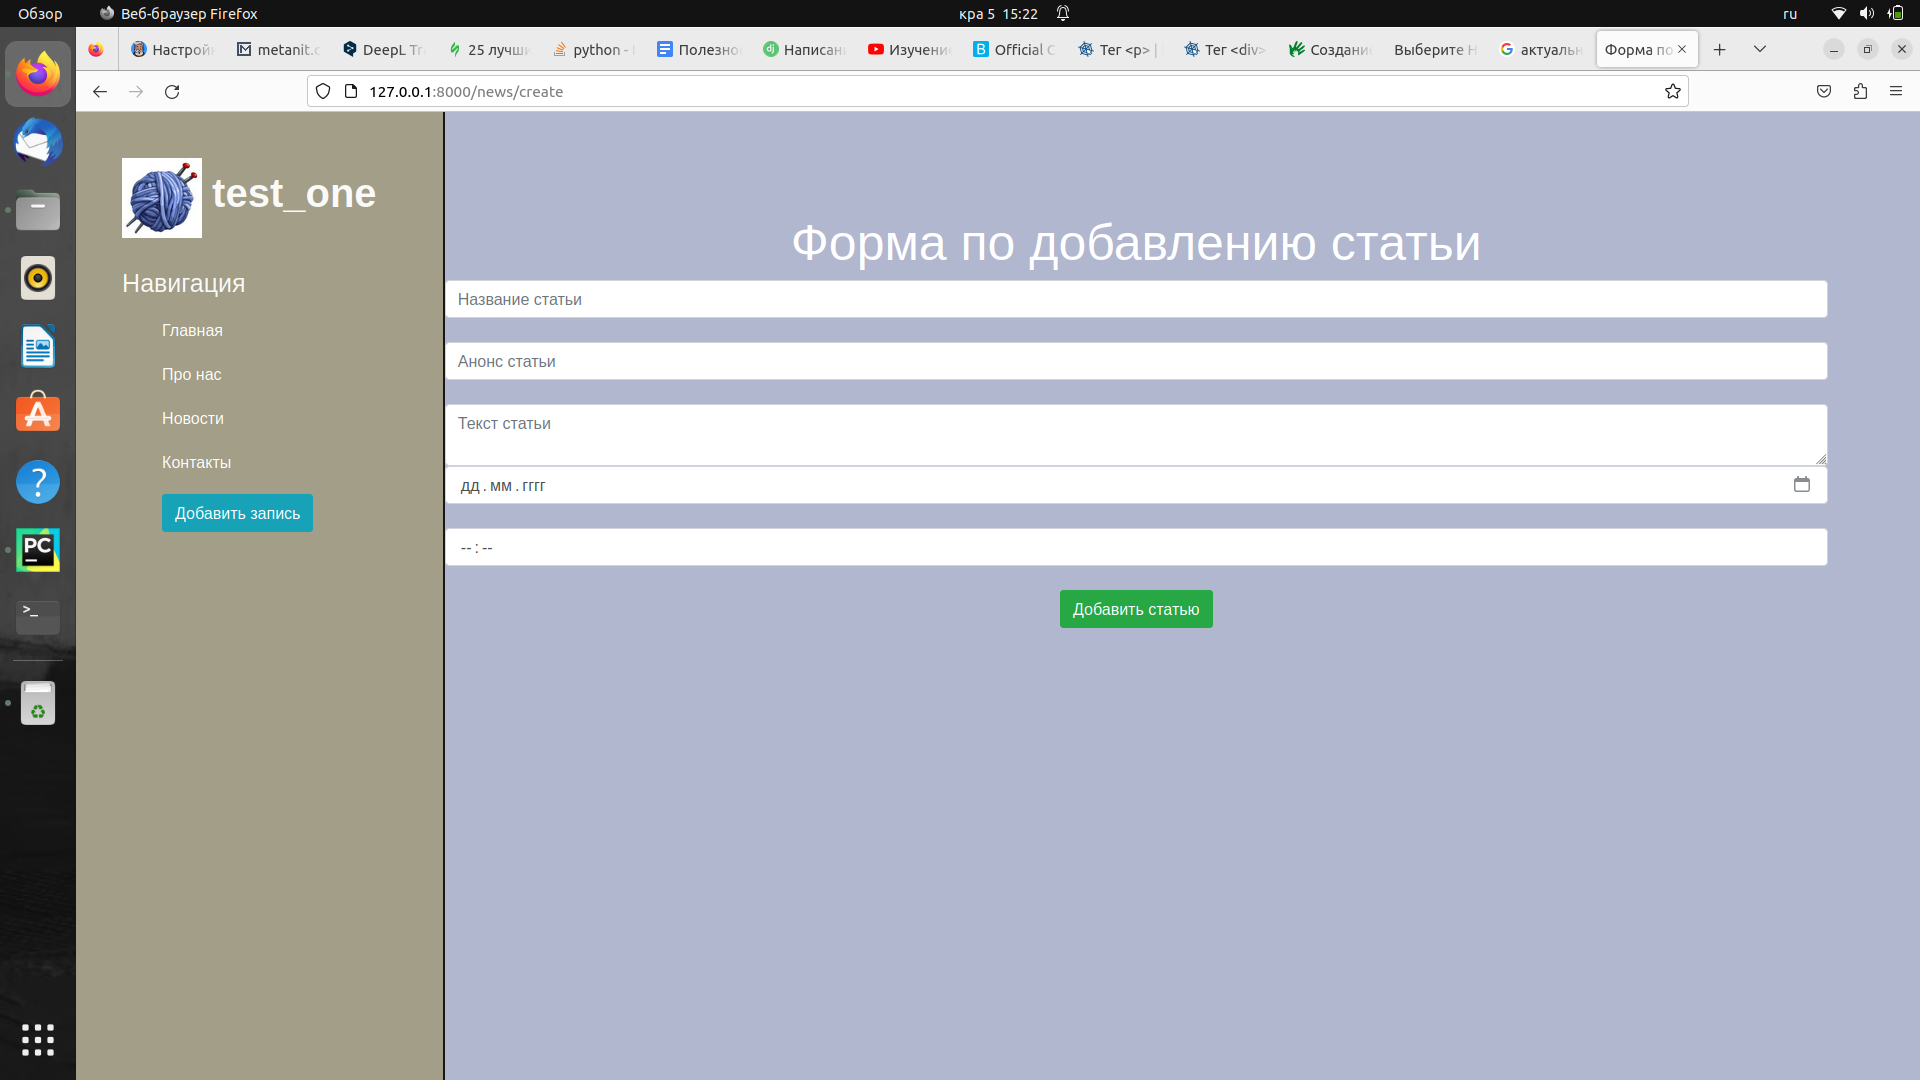 Обзор
Веб-браузер Firefox
кра 5 15:22
ru
Настрой
metanit.c
DeepL Tr
25 лучш
python -
Полезно
Написан
Изучени
Official C
Тег <p> |
Тег <div>
Создани
Выберите
актуальн
Форма по
127.0.0.1:8000/news/create
test_one
Навигация
Главная
Про нас
Новости
Контакты
Добавить запись
Форма по добавлению статьи
Название статьи
Анонс статьи
Текст статьи
дд . мм . гггг
-- : --
Добавить статью
PC
>_